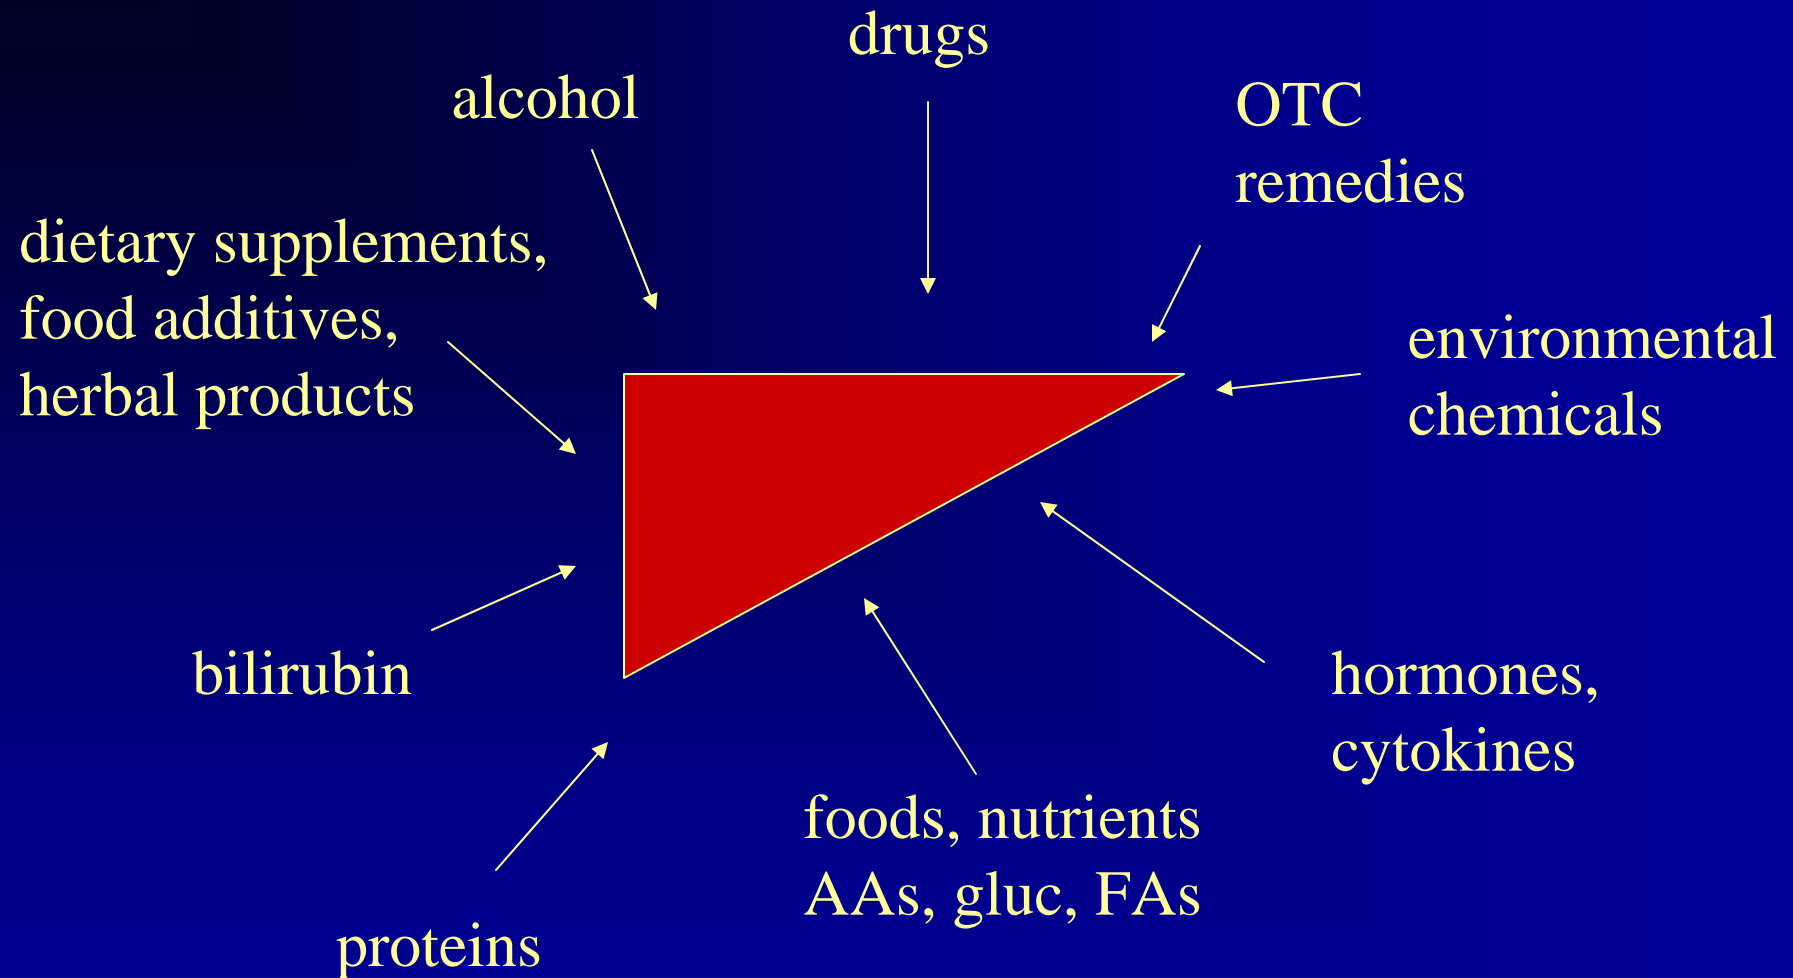 drugs
alcohol
OTC
remedies
dietary supplements,
food additives,
herbal products
environmental
chemicals
bilirubin
hormones,
cytokines
foods, nutrients
AAs, gluc, FAs
proteins